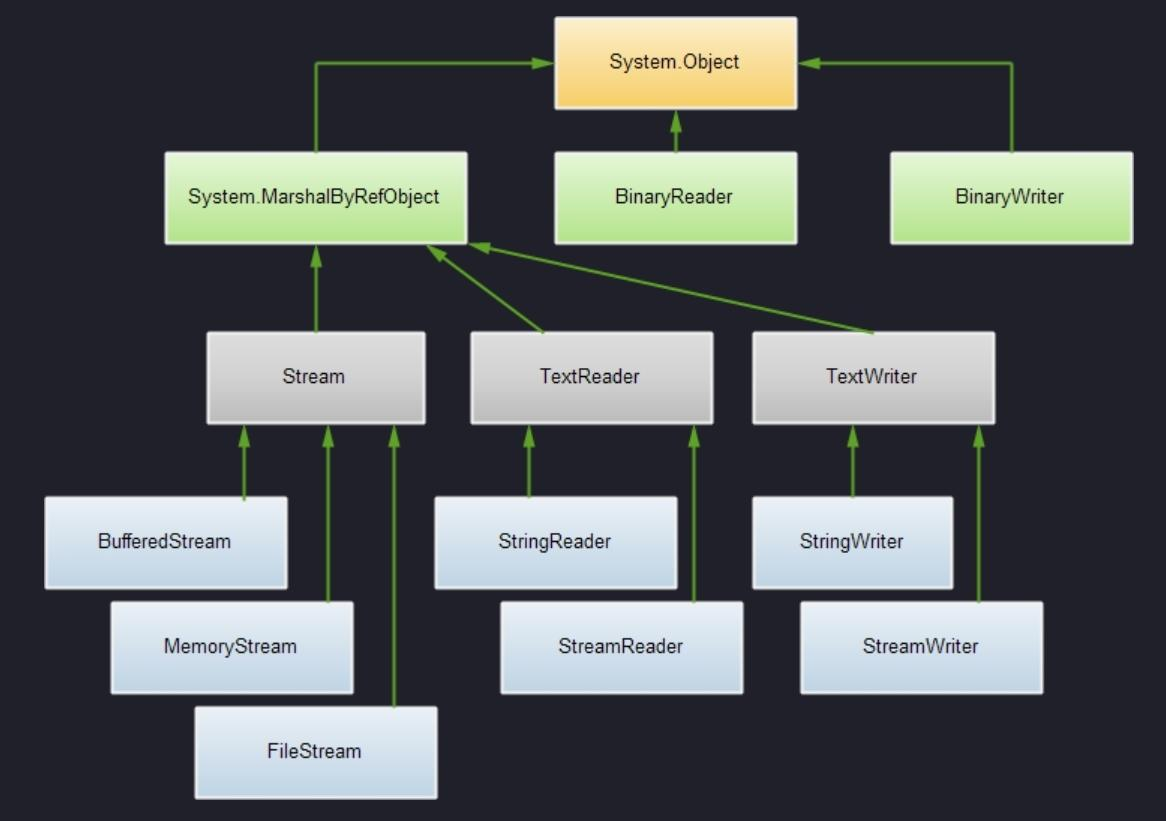 System.Object
System.MarshalByRefObject
BinaryReader
BinaryWriter
Stream
TextReader
TextWriter
BufferedStream
StringReader
StringWriter
MemoryStream
StreamReader
StreamWriter
FileStream